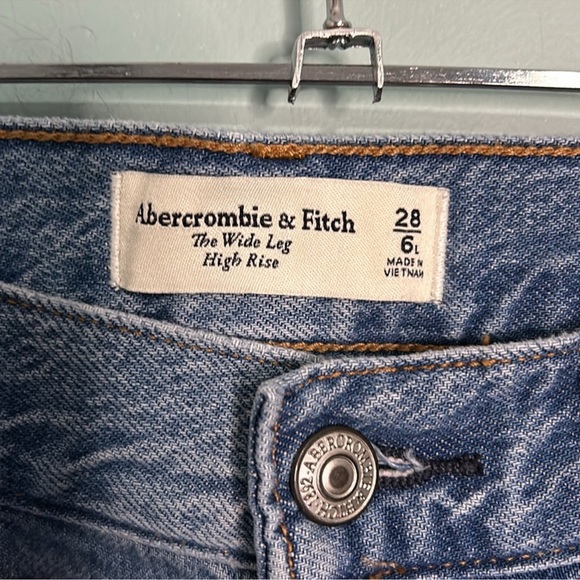 Abercrombie & Fitch
The Wide Leg
High Rise
28
6L
MADE IN
VIETNAM
1892 · ABERCROMBIE & FITCH